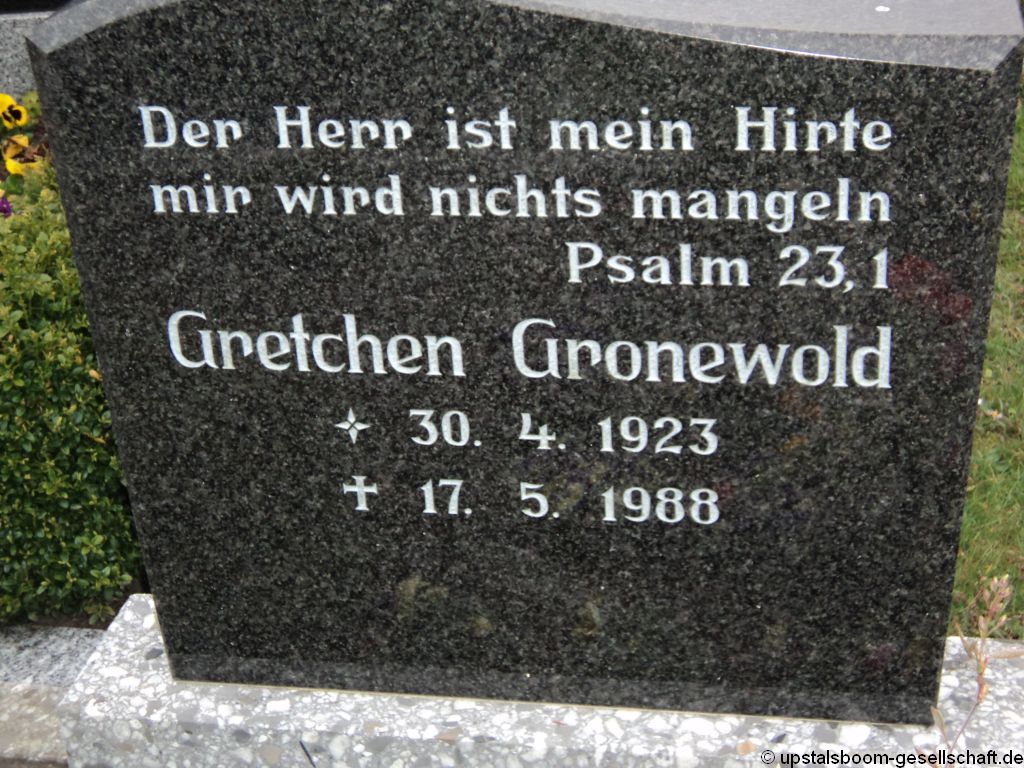 Der Herr ist mein Hirte
mir wird nichts mangeln
Psalm 23,1
Gretchen Gronewold
✧ 30. 4. 1923
✝ 17. 5. 1988
© upstalsboom-gesellschaft.de